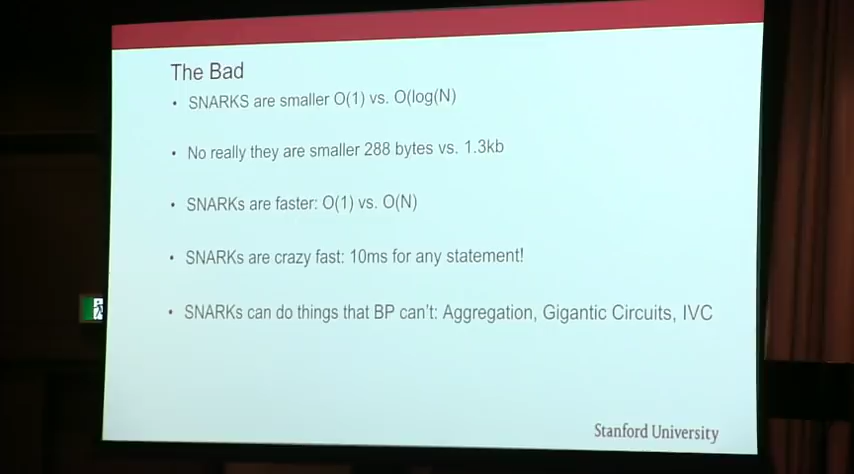 The Bad
• SNARKS are smaller O(1) vs. O(log(N)
• No really they are smaller 288 bytes vs. 1.3kb
• SNARKs are faster: O(1) vs. O(N)
• SNARKs are crazy fast: 10ms for any statement!
• SNARKs can do things that BP can't: Aggregation, Gigantic Circuits, IVC
Stanford University